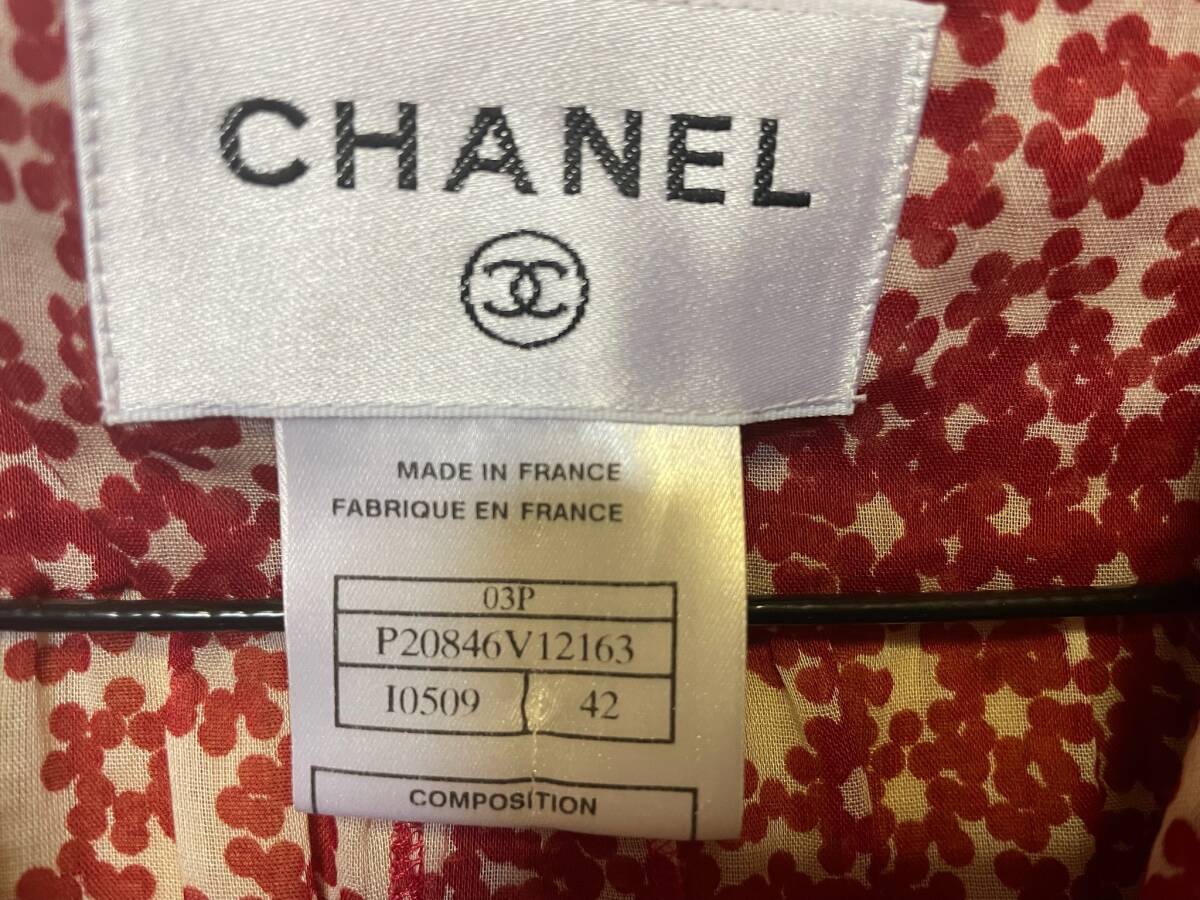 CHANEL
MADE IN FRANCE
FABRIQUE EN FRANCE
03P
P20846V12163
I0509 42
COMPOSITION